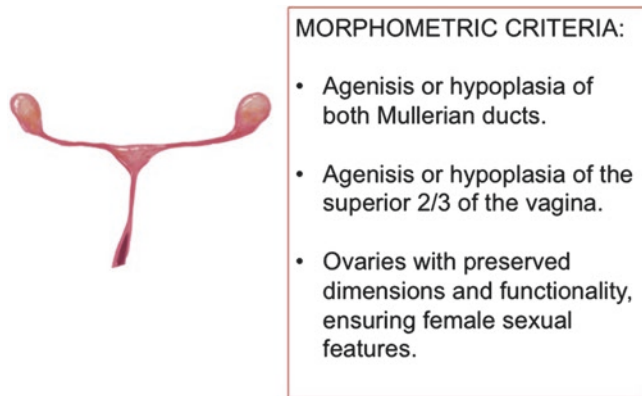 MORPHOMETRIC CRITERIA:
• Agenisis or hypoplasia of
both Mullerian ducts.
• Agenisis or hypoplasia of the
superior 2/3 of the vagina.
• Ovaries with preserved
dimensions and functionality,
ensuring female sexual
features.